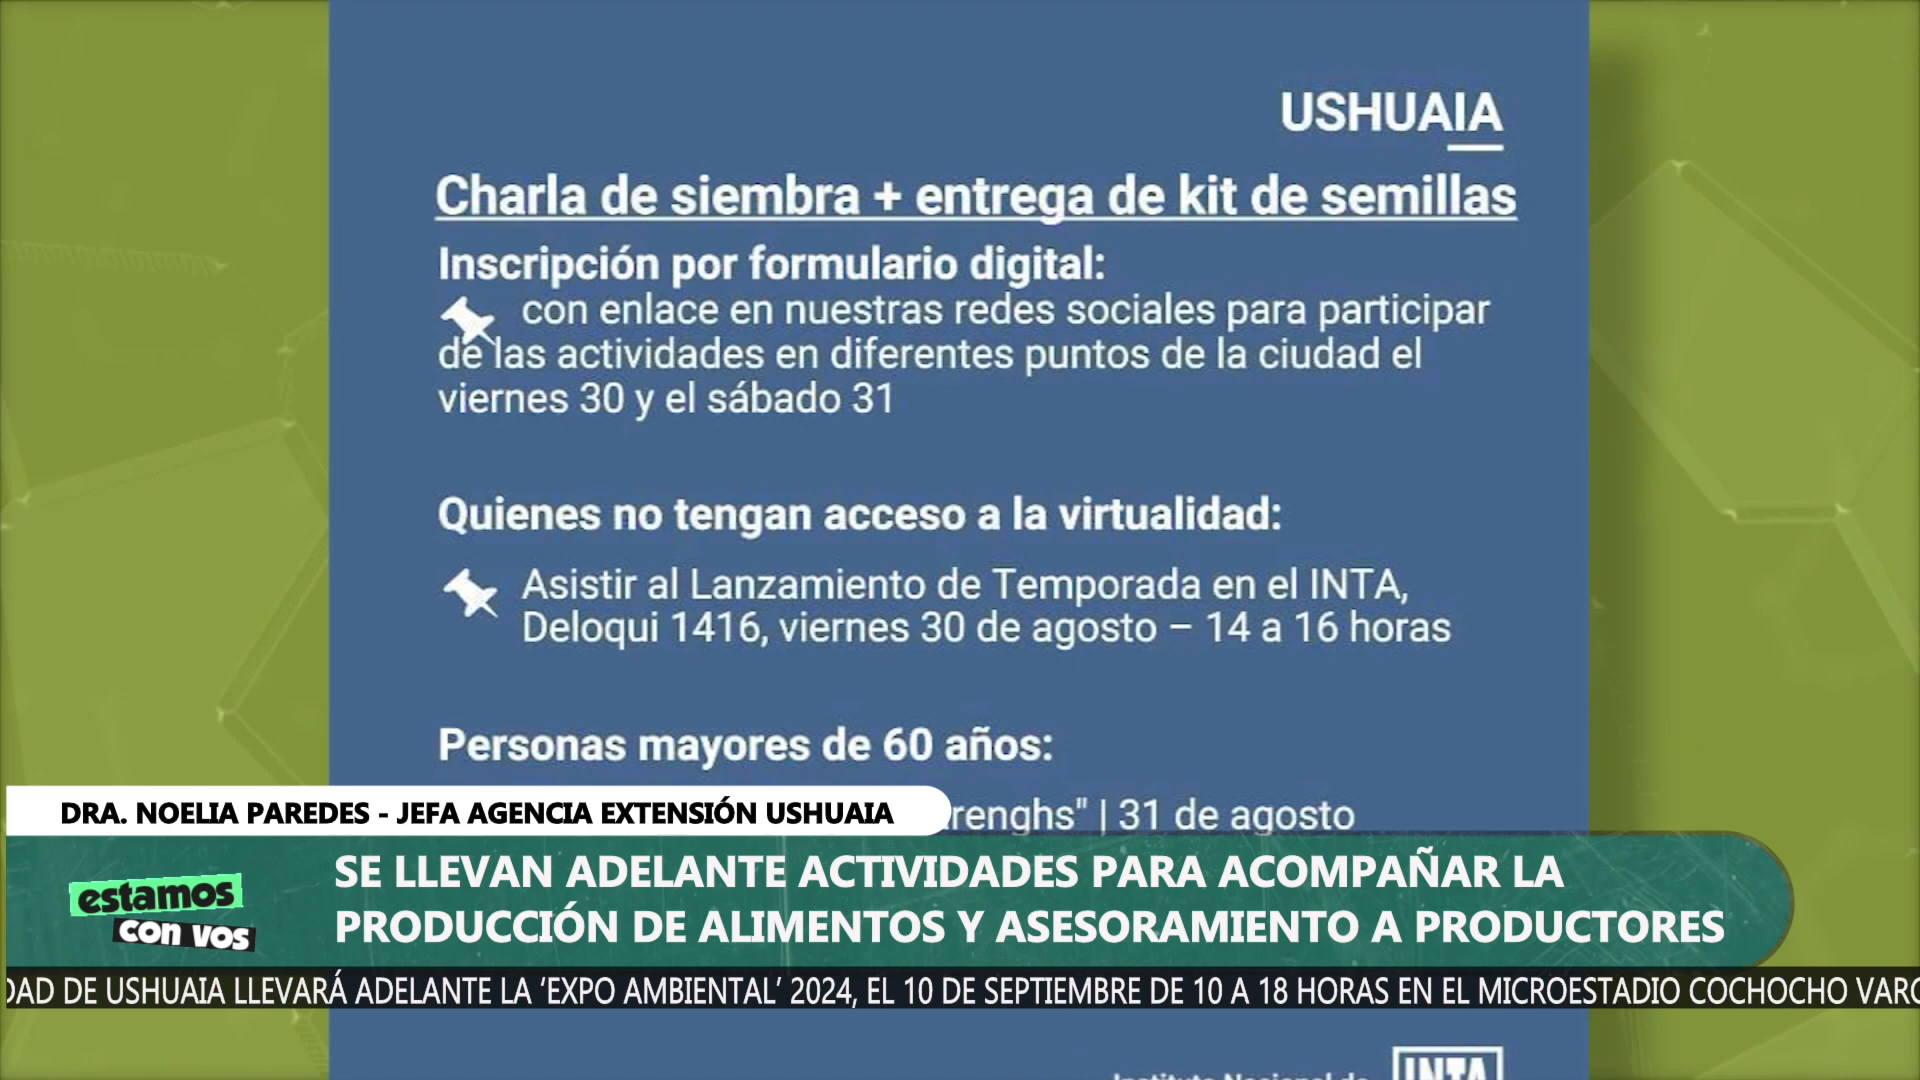 USHUAIA
Charla de siembra + entrega de kit de semillas
Inscripción por formulario digital:
con enlace en nuestras redes sociales para participar
de las actividades en diferentes puntos de la ciudad el
viernes 30 y el sábado 31
Quienes no tengan acceso a la virtualidad:
Asistir al Lanzamiento de Temporada en el INTA,
Deloqui 1416, viernes 30 de agosto – 14 a 16 horas
Personas mayores de 60 años:
DRA. NOELIA PAREDES - JEFA AGENCIA EXTENSIÓN USHUAIA
" | 31 de agosto
SE LLEVAN ADELANTE ACTIVIDADES PARA ACOMPAÑAR LA
PRODUCCIÓN DE ALIMENTOS Y ASESORAMIENTO A PRODUCTORES
estamos
con vos
DE USHUAIA LLEVARÁ ADELANTE LA ‘EXPO AMBIENTAL’ 2024, EL 10 DE SEPTIEMBRE DE 10 A 18 HORAS EN EL MICROESTADIO COCHOCHO
INTA